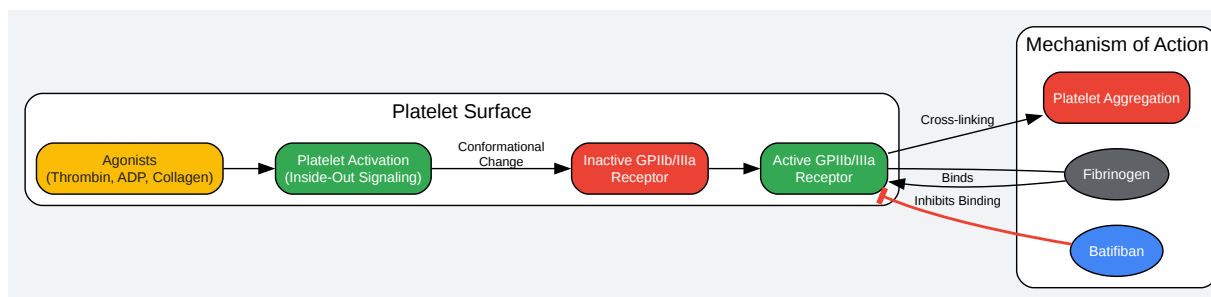 Mechanism of Action
Platelet Aggregation
Platelet Surface
Cross-linking
Agonists
(Thrombin, ADP, Collagen)
Platelet Activation
(Inside-Out Signaling)
Conformational
Change
Inactive GPIIb/IIIa
Receptor
Active GPIIb/IIIa
Receptor
Binds
Fibrinogen
Inhibits Binding
Batifiban